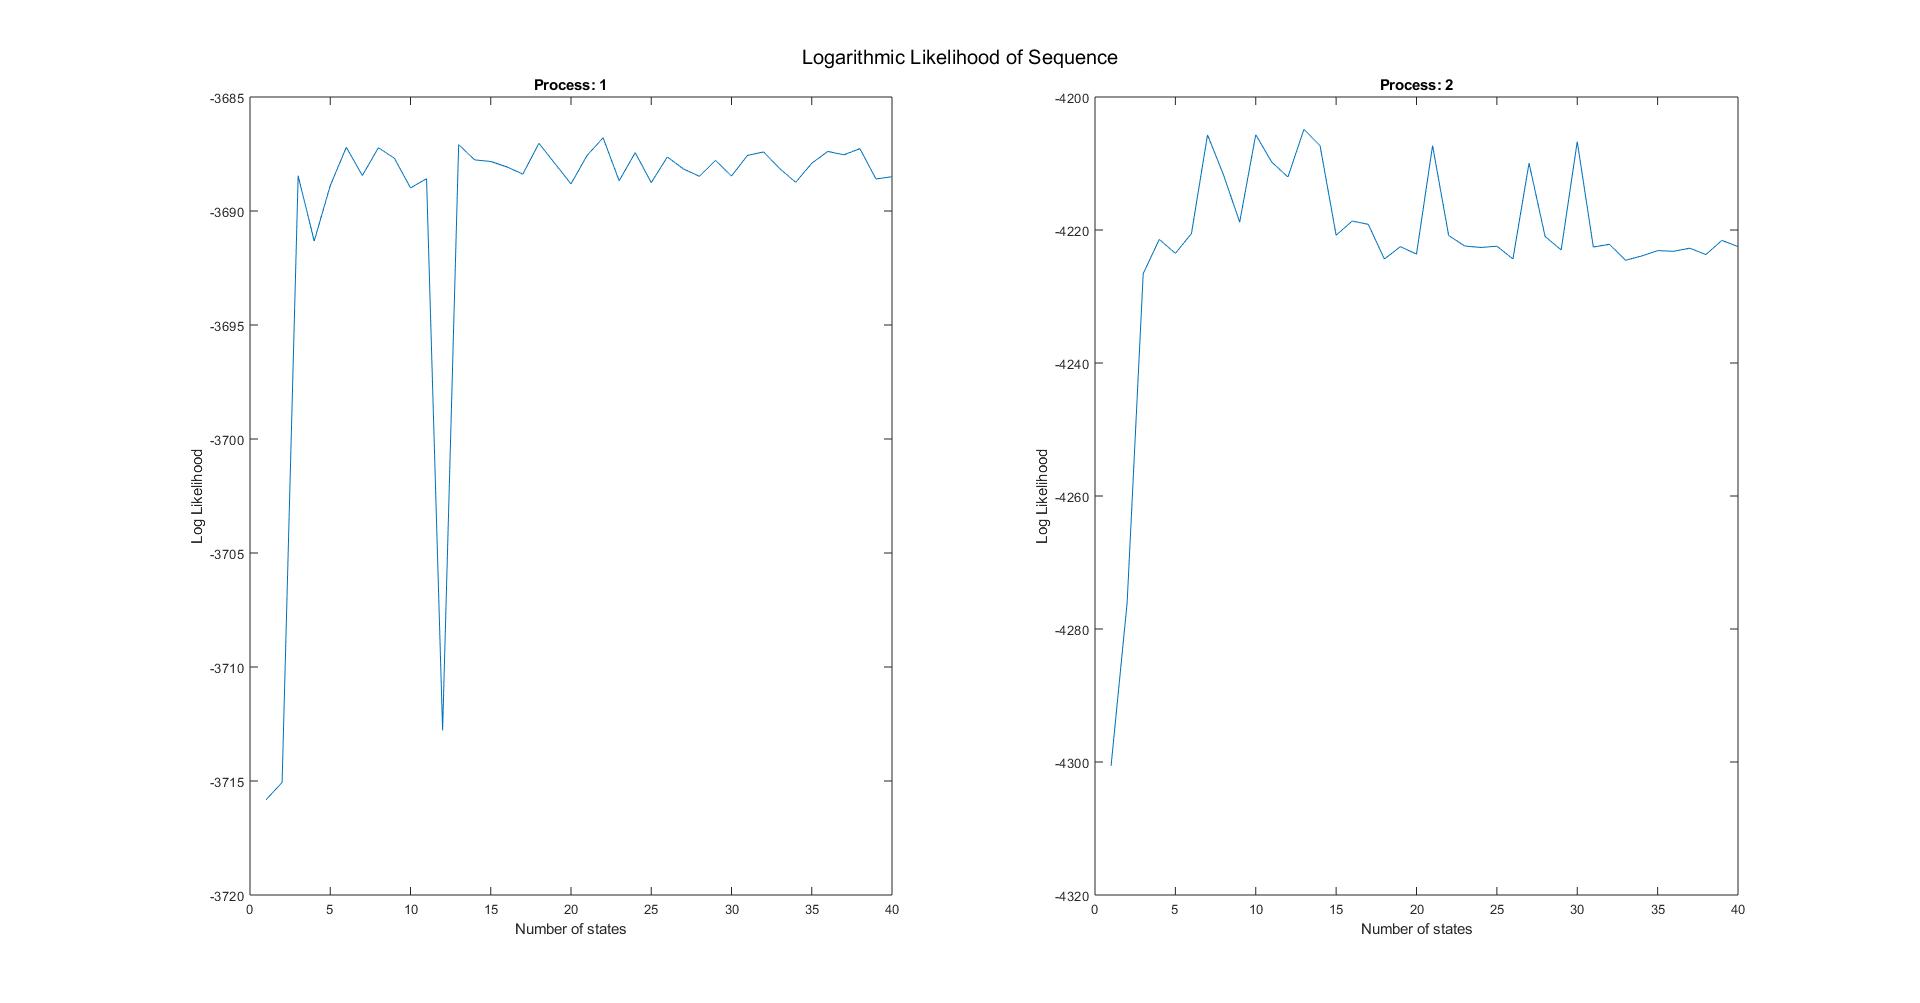 Logarithmic Likelihood of Sequence
Process: 1
-3685
-3690
-3695
-3700
-3705
-3710
-3715
-3720
Log Likelihood
0 5 10 15 20 25 30 35 40
Number of states
Process: 2
-4200
-4220
-4240
-4260
-4280
-4300
-4320
Log Likelihood
0 5 10 15 20 25 30 35 40
Number of states